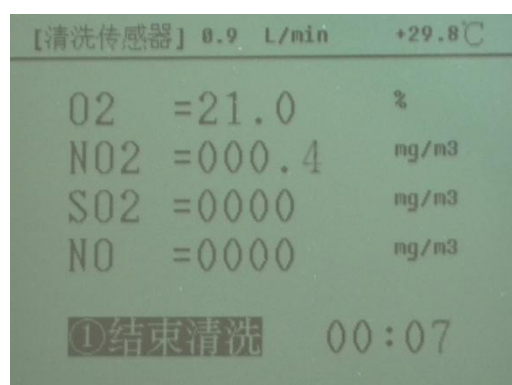 [清洗传感器] 0.9 L/min +29.8℃
O2 =21.0 %
NO2 =000.4 mg/m3
SO2 =0000 mg/m3
NO =0000 mg/m3
①结束清洗 00:07